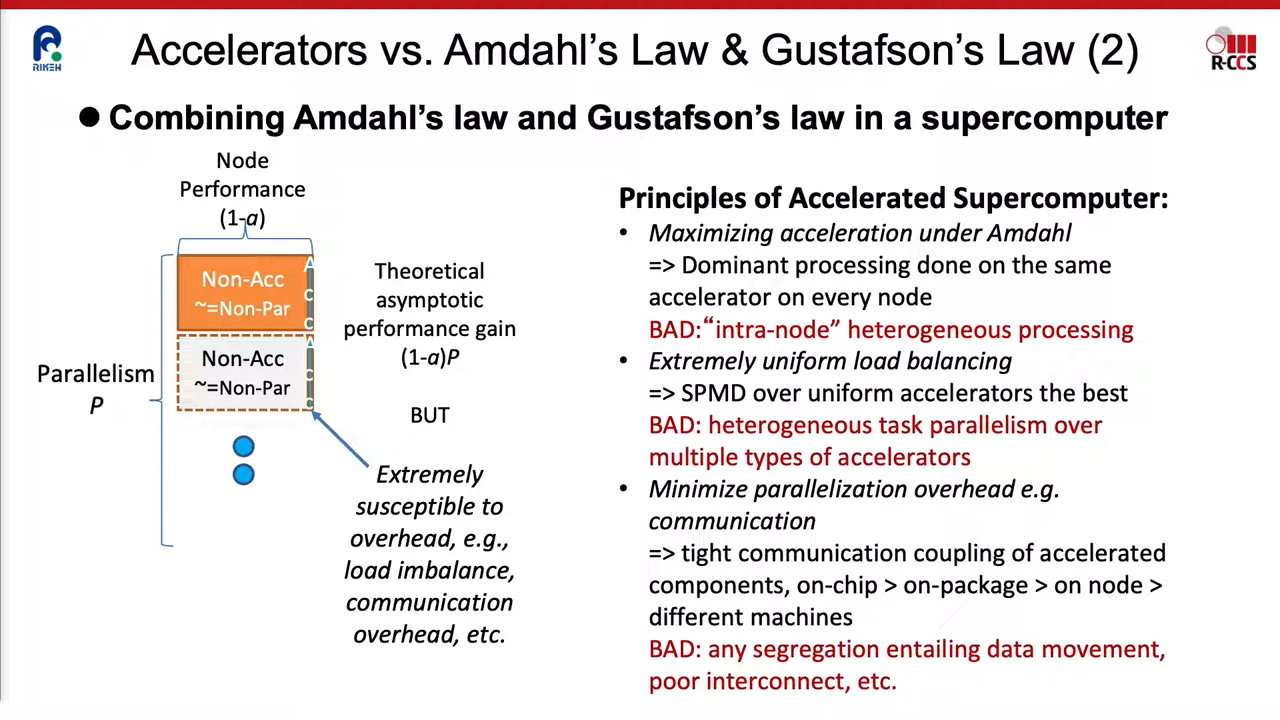 RIKEN
Accelerators vs. Amdahl's Law & Gustafson's Law (2)
R-CCS
● Combining Amdahl's law and Gustafson's law in a supercomputer
Node
Performance
(1-a)
Non-Acc
~=Non-Par
Acc
Non-Acc
~=Non-Par
Acc
Parallelism
P
Theoretical
asymptotic
performance gain
(1-a)P
BUT
Extremely
susceptible to
overhead, e.g.,
load imbalance,
communication
overhead, etc.
Principles of Accelerated Supercomputer:
• Maximizing acceleration under Amdahl
=> Dominant processing done on the same
accelerator on every node
BAD:“intra-node” heterogeneous processing
• Extremely uniform load balancing
=> SPMD over uniform accelerators the best
BAD: heterogeneous task parallelism over
multiple types of accelerators
• Minimize parallelization overhead e.g.
communication
=> tight communication coupling of accelerated
components, on-chip > on-package > on node >
different machines
BAD: any segregation entailing data movement,
poor interconnect, etc.